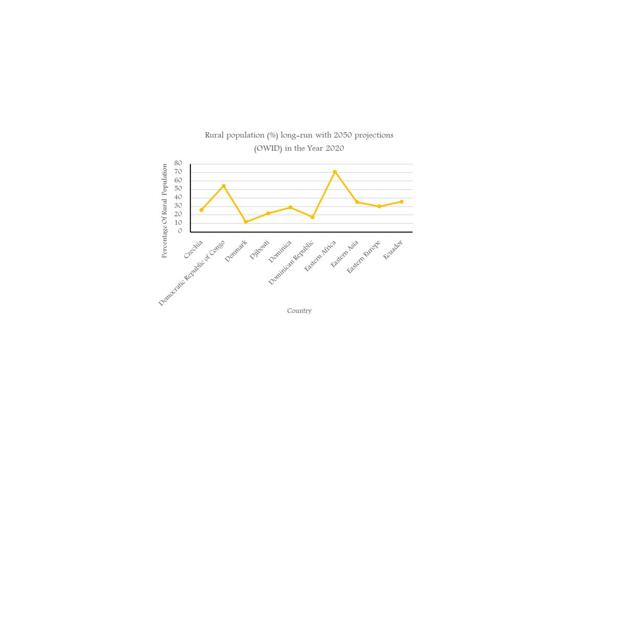 Rural population (%) long-run with 2050 projections
(OWID) in the Year 2020
Percentage Of Rural Population
80
70
60
50
40
30
20
10
0
Czechia
Democratic Republic of Congo
Denmark
Djibouti
Dominica
Dominican Republic
Eastern Africa
Eastern Asia
Eastern Europe
Ecuador
Country